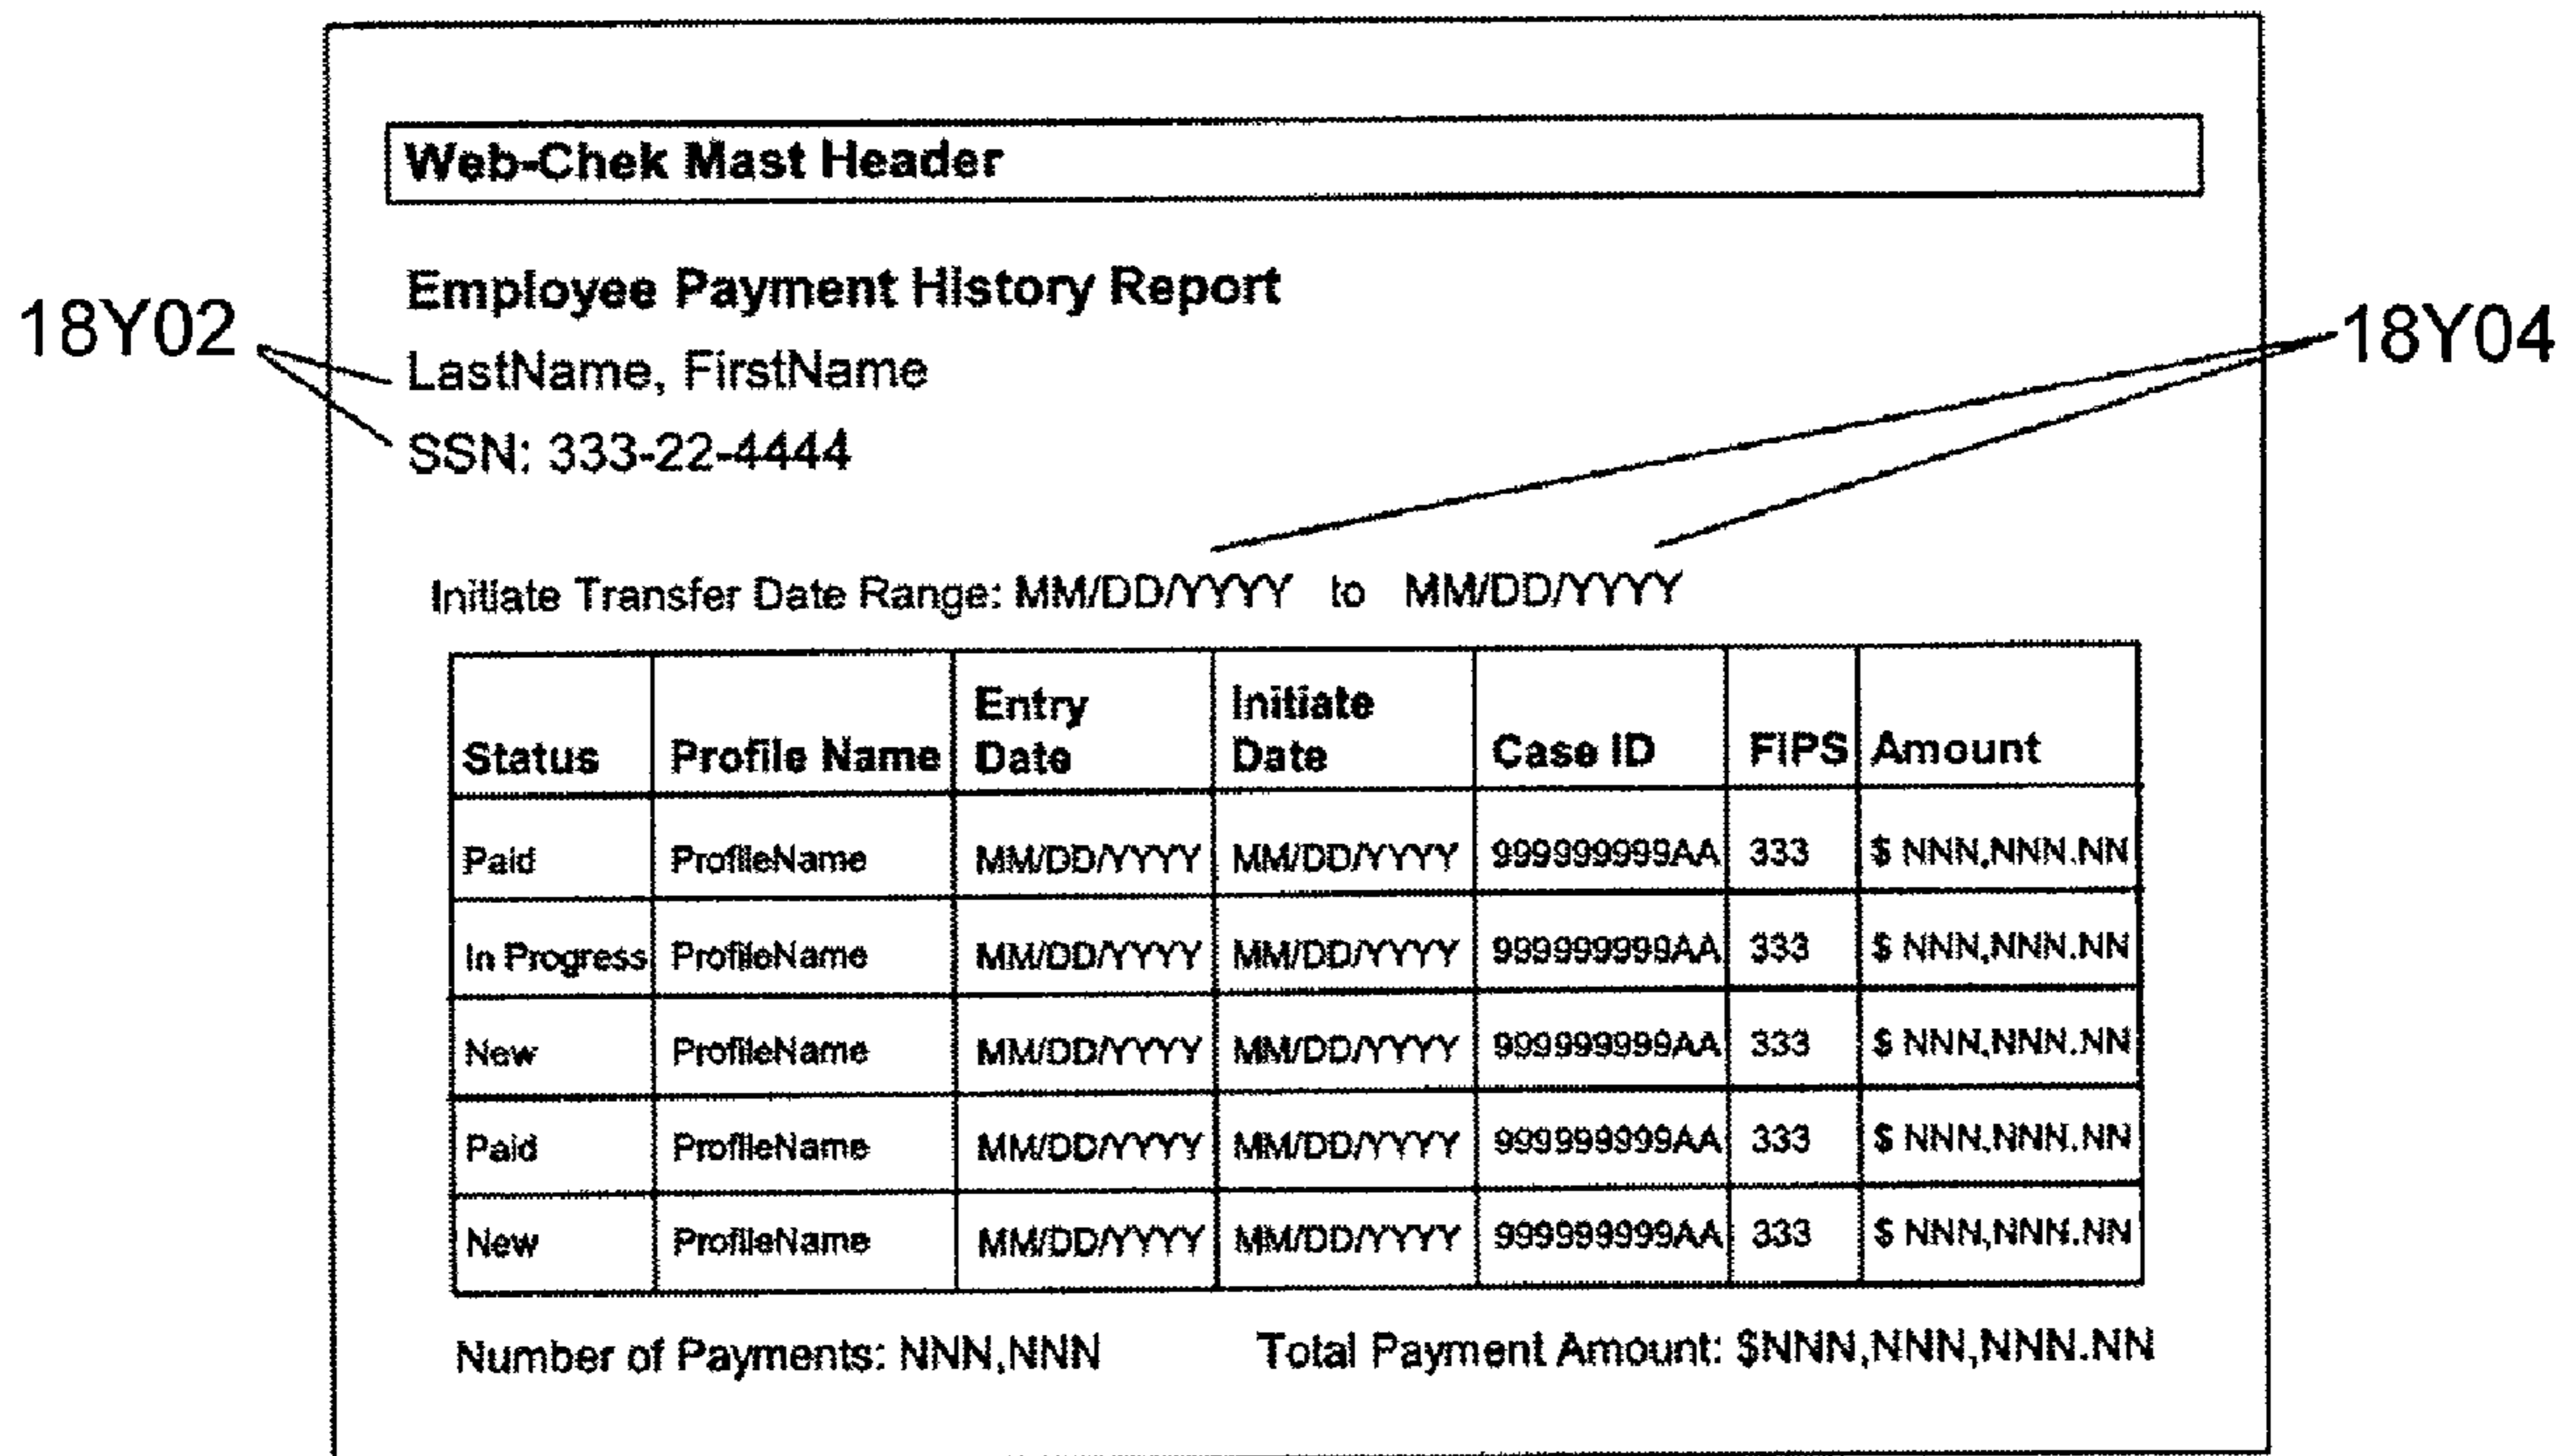 Web-Chek Mast Header
Employee Payment History Report
18Y02
18Y04
LastName, FirstName
SSN: 333-22-4444
Initiate Transfer Date Range: MM/DD/YYYY to MM/DD/YYYY
Status Profile Name Entry Date Initiate Date Case ID FIPS Amount
Paid ProfileName MM/DD/YYYY MM/DD/YYYY 999999999AA 333 $ NNN,NNN.NN
In Progress ProfileName MM/DD/YYYY MM/DD/YYYY 999999999AA 333 $ NNN,NNN.NN
New ProfileName MM/DD/YYYY MM/DD/YYYY 999999999AA 333 $ NNN,NNN.NN
Paid ProfileName MM/DD/YYYY MM/DD/YYYY 999999999AA 333 $ NNN,NNN.NN
New ProfileName MM/DD/YYYY MM/DD/YYYY 999999999AA 333 $ NNN,NNN.NN
Number of Payments: NNN,NNN Total Payment Amount: $NNN,NNN,NNN.NN